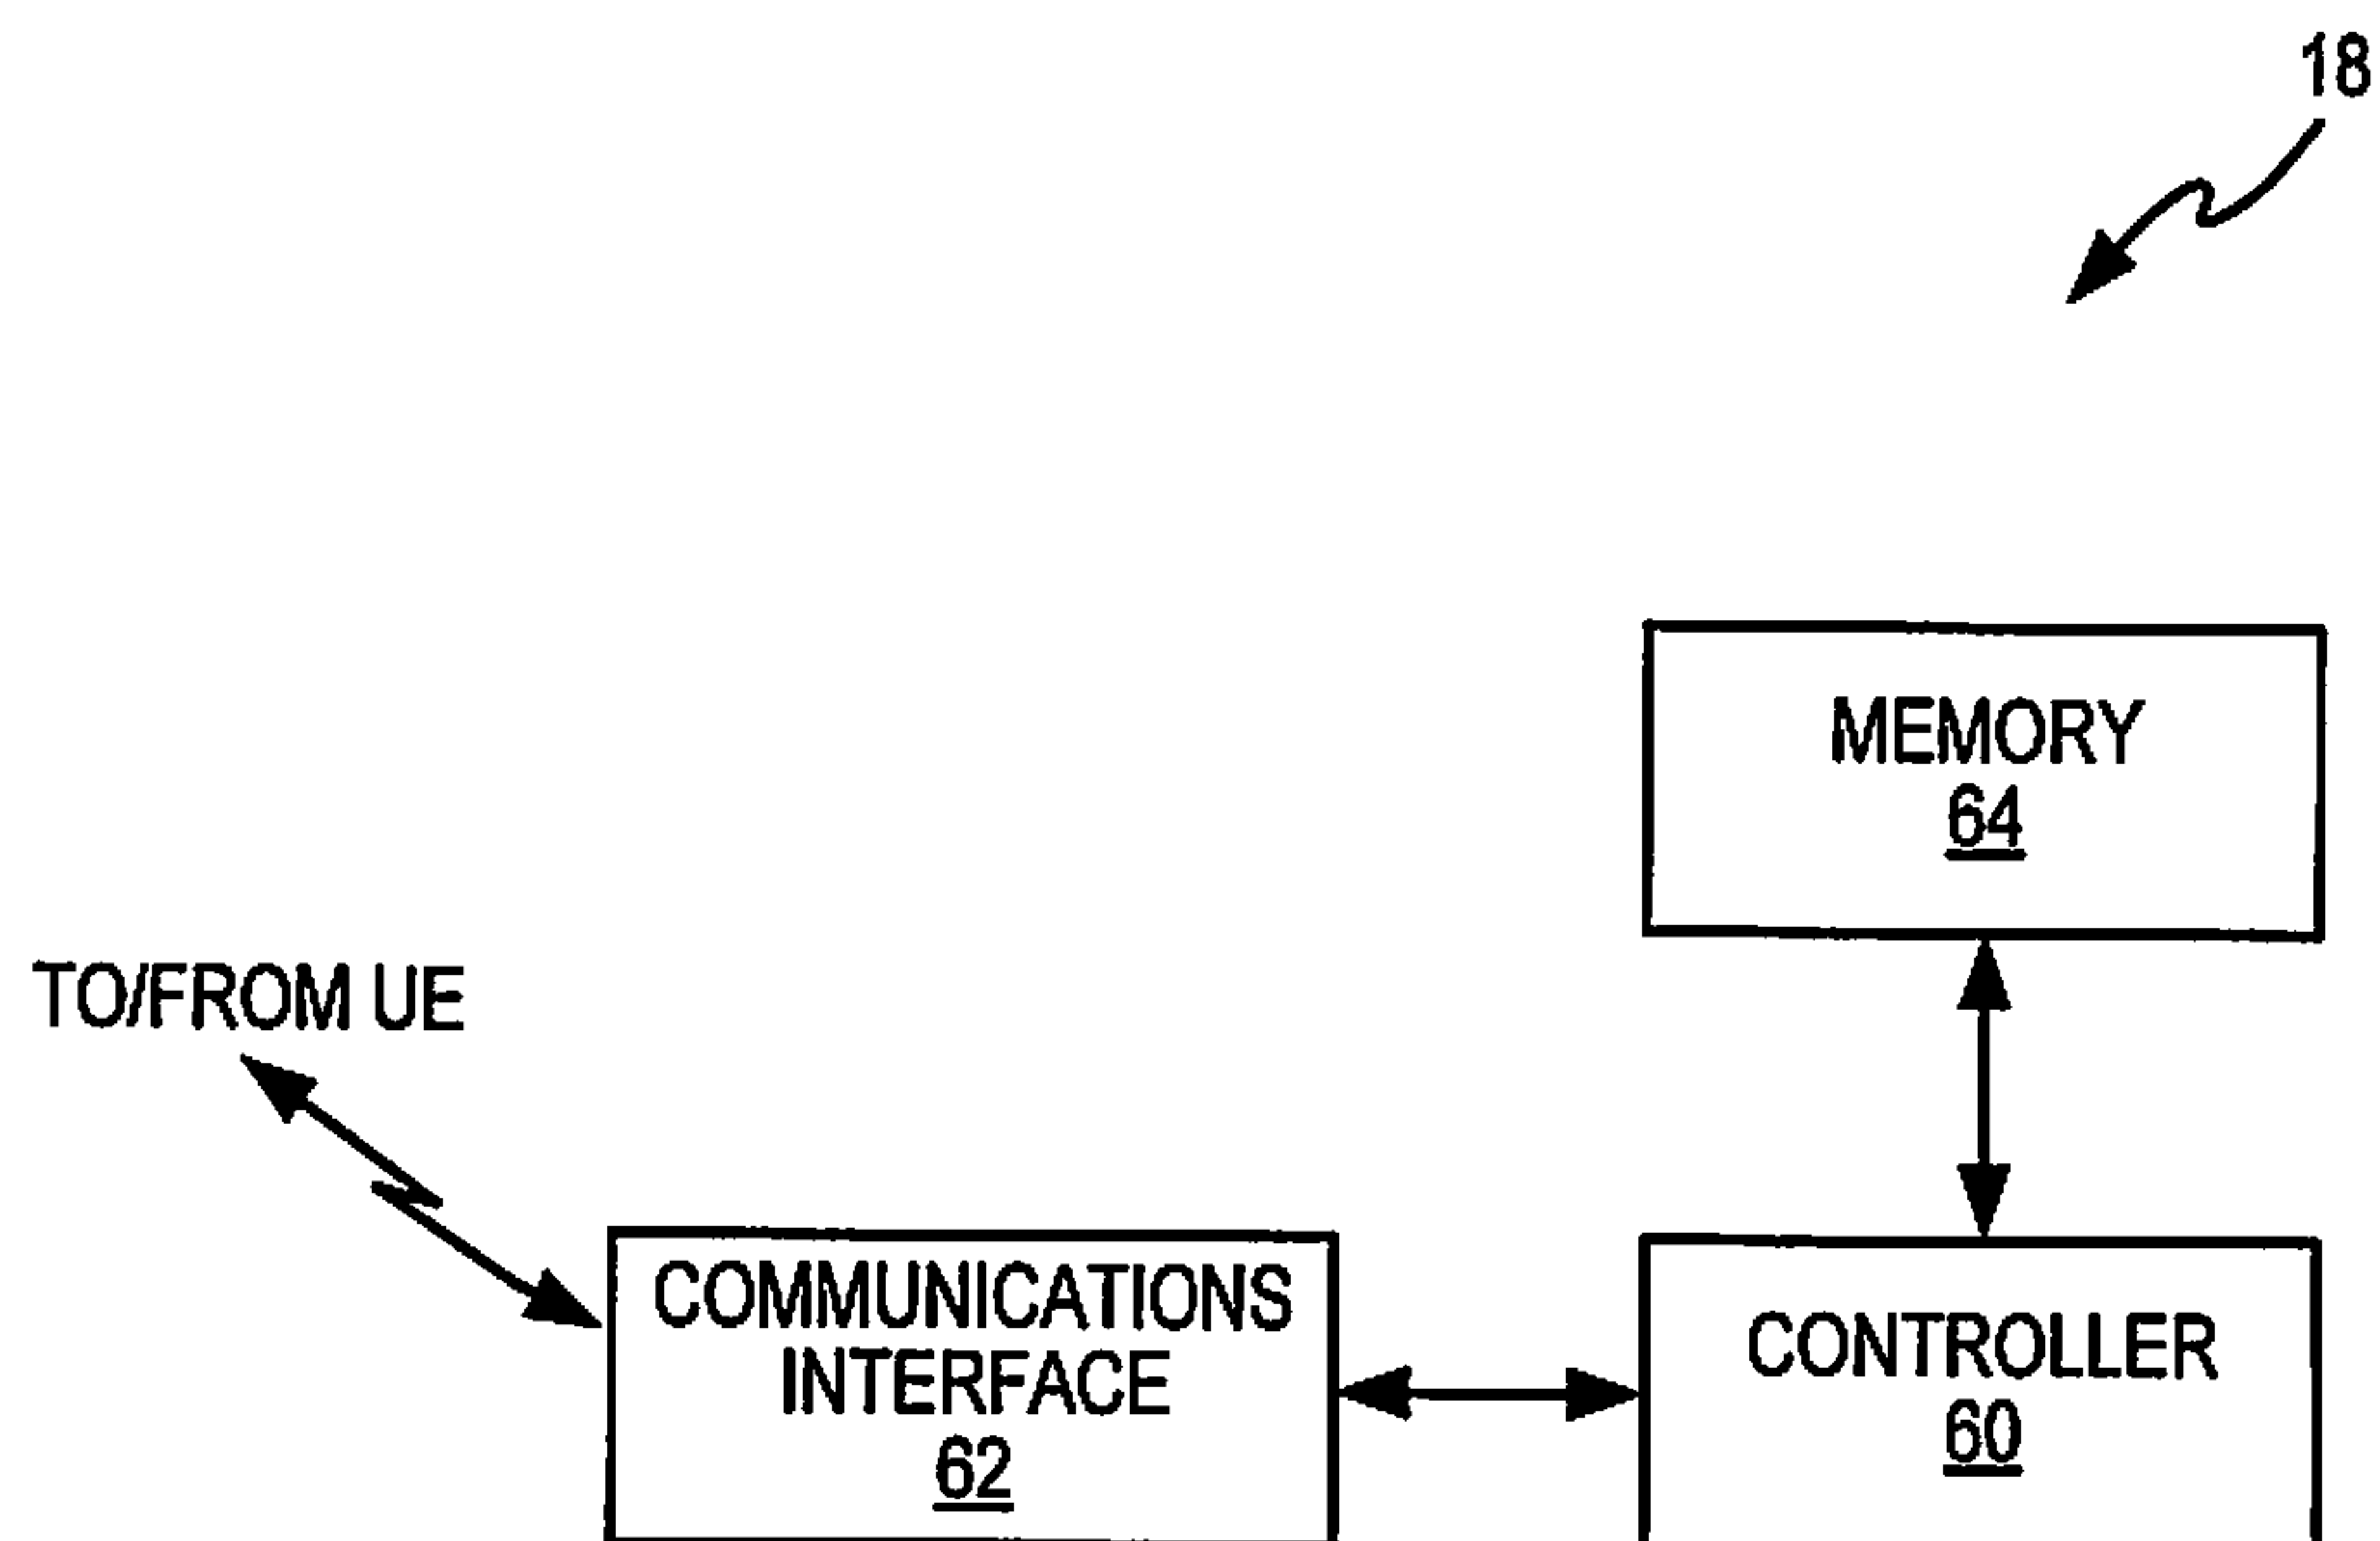 18
MEMORY
64
TO/FROM UE
COMMUNICATIONS
INTERFACE
62
CONTROLLER
60